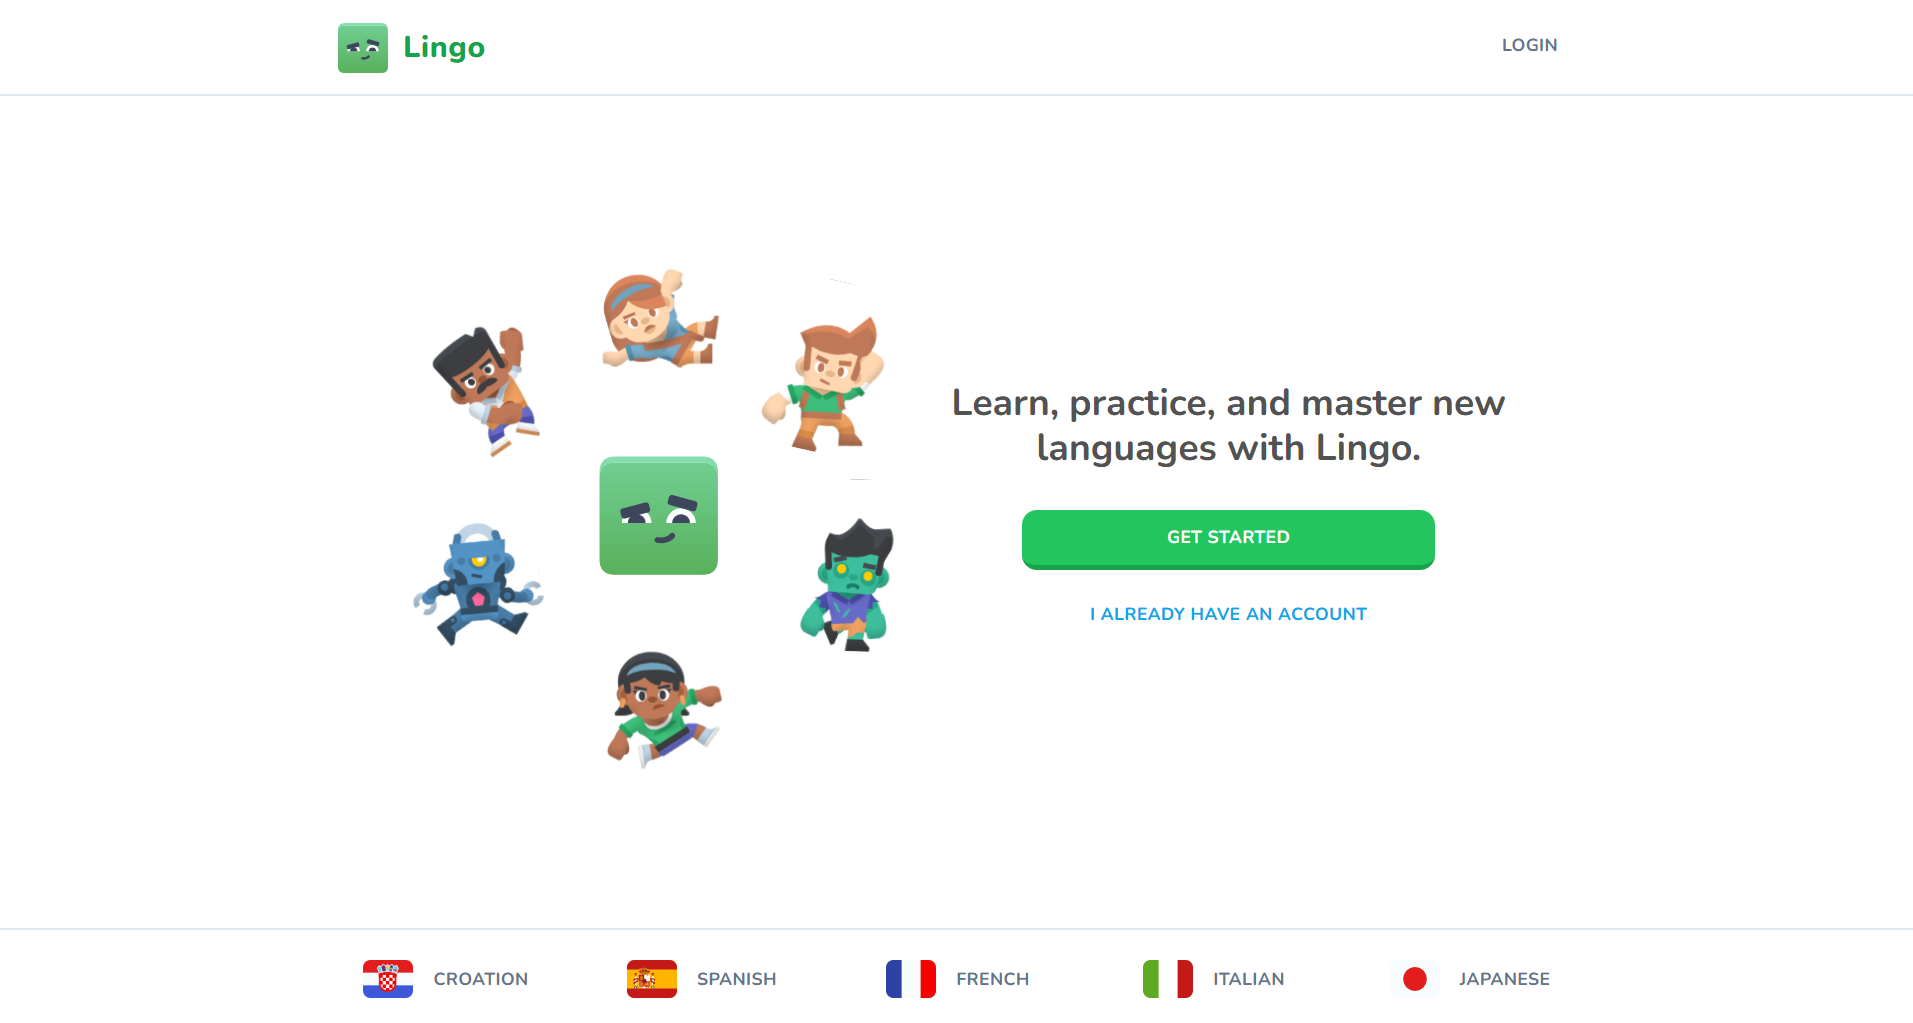 Lingo
LOGIN
Learn, practice, and master new
languages with Lingo.
GET STARTED
I ALREADY HAVE AN ACCOUNT
CROATION
SPANISH
FRENCH
ITALIAN
JAPANESE